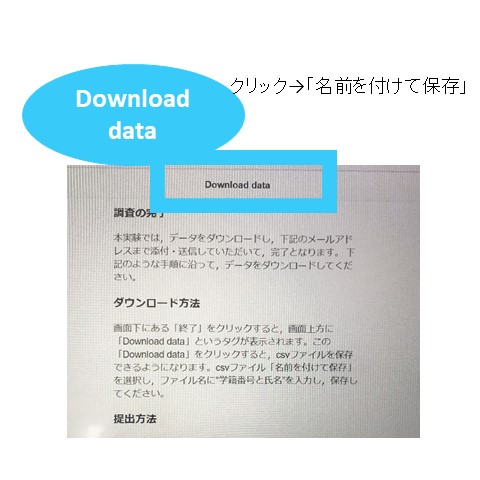 Download
data
クリック→「名前を付けて保存」
Download data
調査の完了
本実験では，データをダウンロードし，下記のメールアド
レスまで添付・送信していただいて，完了となります。下
記のような手順に沿って，データをダウンロードしてくだ
さい。
ダウンロード方法
画面下にある「終了」をクリックすると，画面上方に
「Download data」というタグが表示されます。この
「Download data」をクリックすると，csvファイルを保存
できるようになります。csvファイル「名前を付けて保存」
を選択し，ファイル名に"学籍番号と氏名"を入力し，保存し
てください。
提出方法